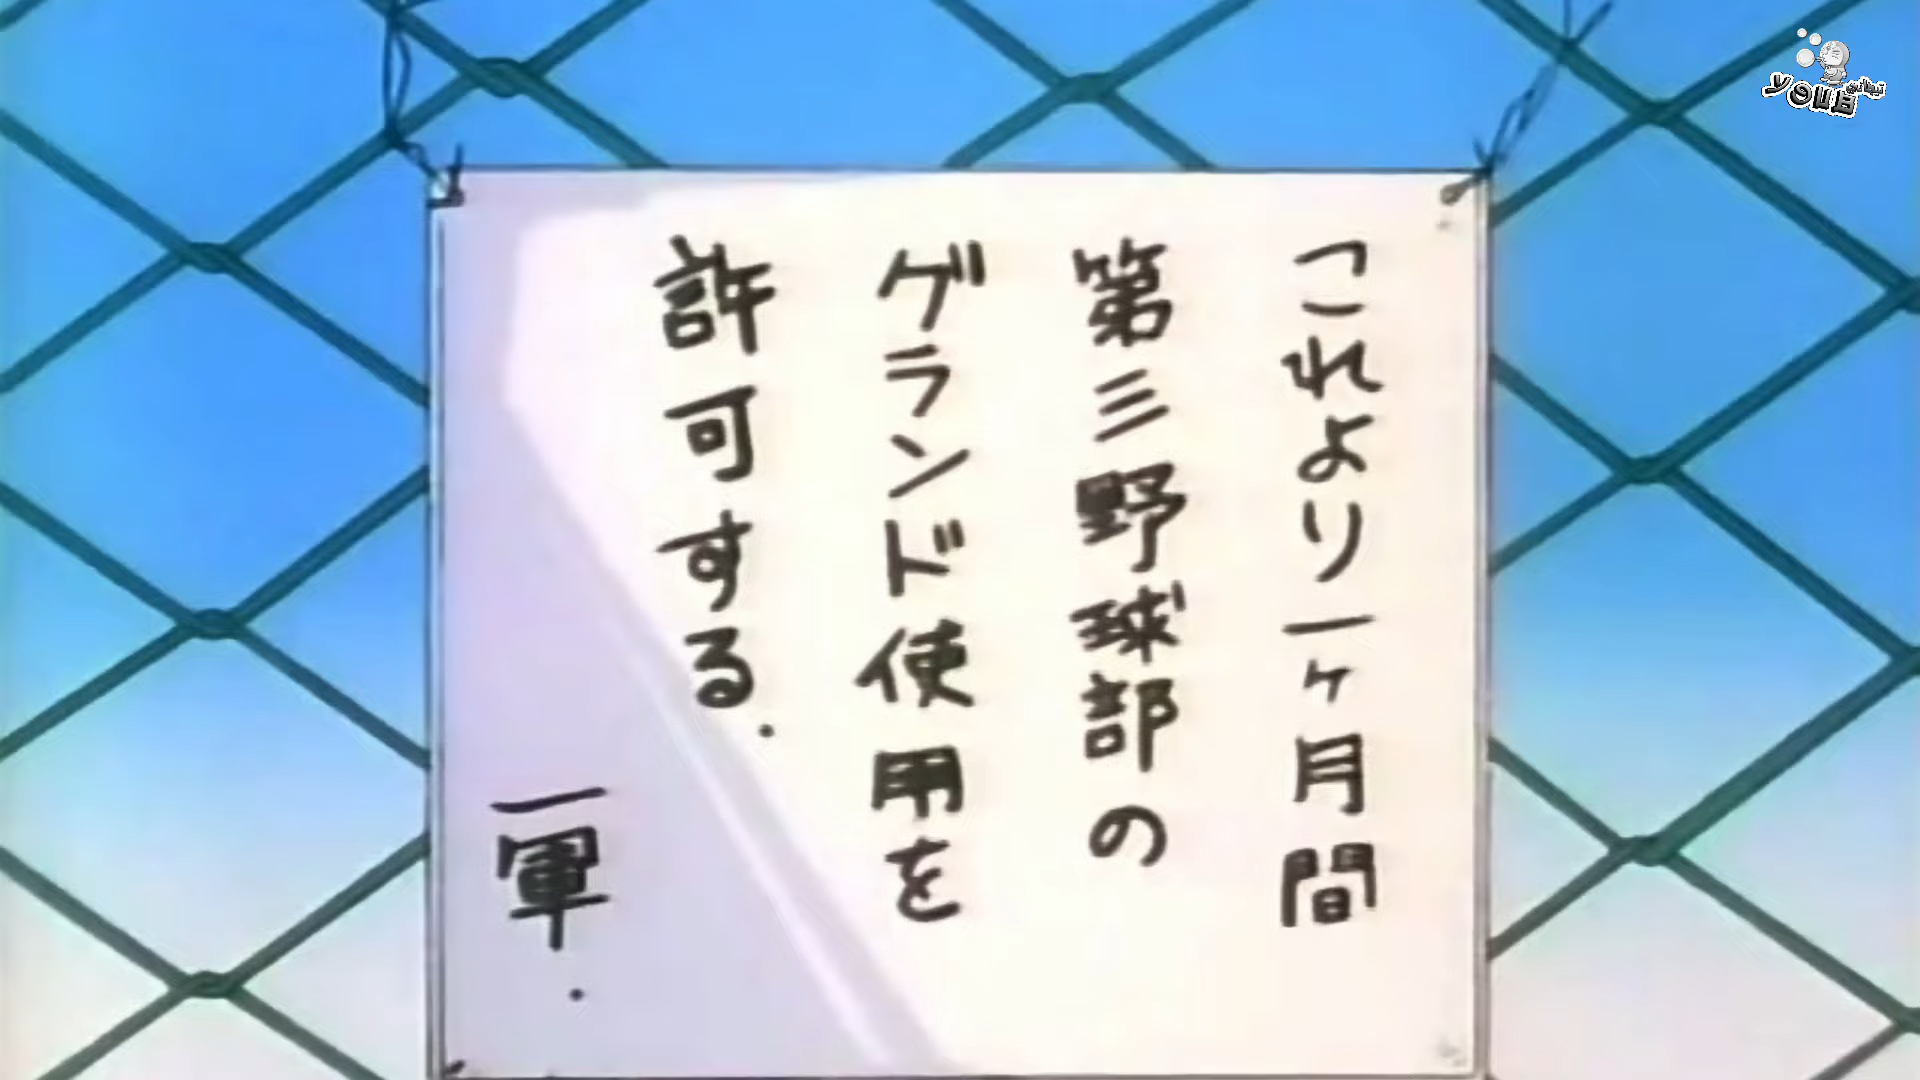 これより一ヶ月間
第三野球部の
グランド使用を
許可する.
一軍.